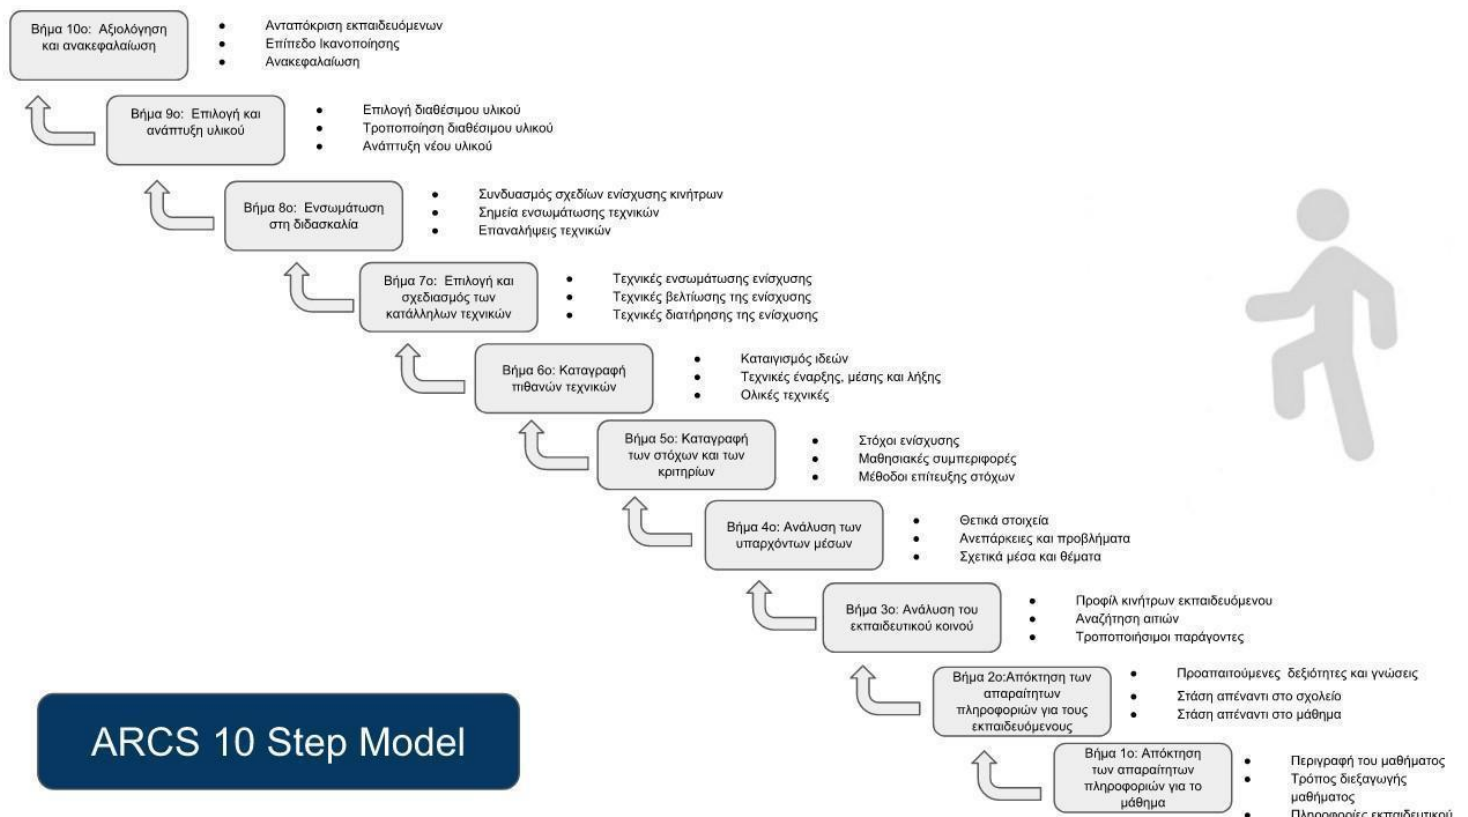 Βήμα 10ο: Αξιολόγηση
και ανακεφαλαίωση
● Ανταπόκριση εκπαιδευόμενων
● Επίπεδο Ικανοποίησης
● Ανακεφαλαίωση
Βήμα 9ο: Επιλογή και
ανάπτυξη υλικού
● Επιλογή διαθέσιμου υλικού
● Τροποποίηση διαθέσιμου υλικού
● Ανάπτυξη νέου υλικού
Βήμα 8ο: Ενσωμάτωση
στη διδασκαλία
● Συνδυασμός σχεδίων ενίσχυσης κινήτρων
● Σημεία ενσωμάτωσης τεχνικών
● Επαναλήψεις τεχνικών
Βήμα 7ο: Επιλογή και
σχεδιασμός των
κατάλληλων τεχνικών
● Τεχνικές ενσωμάτωσης ενίσχυσης
● Τεχνικές βελτίωσης της ενίσχυσης
● Τεχνικές διατήρησης της ενίσχυσης
Βήμα 6ο: Καταγραφή
πιθανών τεχνικών
● Καταιγισμός ιδεών
● Τεχνικές έναρξης, μέσης και λήξης
● Ολικές τεχνικές
Βήμα 5ο: Καταγραφή
των στόχων και των
κριτηρίων
● Στόχοι ενίσχυσης
● Μαθησιακές συμπεριφορές
● Μέθοδοι επίτευξης στόχων
Βήμα 4ο: Ανάλυση των
υπαρχόντων μέσων
● Θετικά στοιχεία
● Ανεπάρκειες και προβλήματα
● Σχετικά μέσα και θέματα
Βήμα 3ο: Ανάλυση του
εκπαιδευτικού κοινού
● Προφίλ κινήτρων εκπαιδευόμενου
● Αναζήτηση αιτιών
● Τροποποιήσιμοι παράγοντες
Βήμα 2ο:Απόκτηση των
απαραίτητων
πληροφοριών για τους
εκπαιδευόμενους
● Προαπαιτούμενες δεξιότητες και γνώσεις
● Στάση απέναντι στο σχολείο
● Στάση απέναντι στο μάθημα
ARCS 10 Step Model
Βήμα 1ο: Απόκτηση
των απαραίτητων
πληροφοριών για το
μάθημα
● Περιγραφή του μαθήματος
● Τρόπος διεξαγωγής
μαθήματος
● Πληροφορίες εκπαιδευτικού